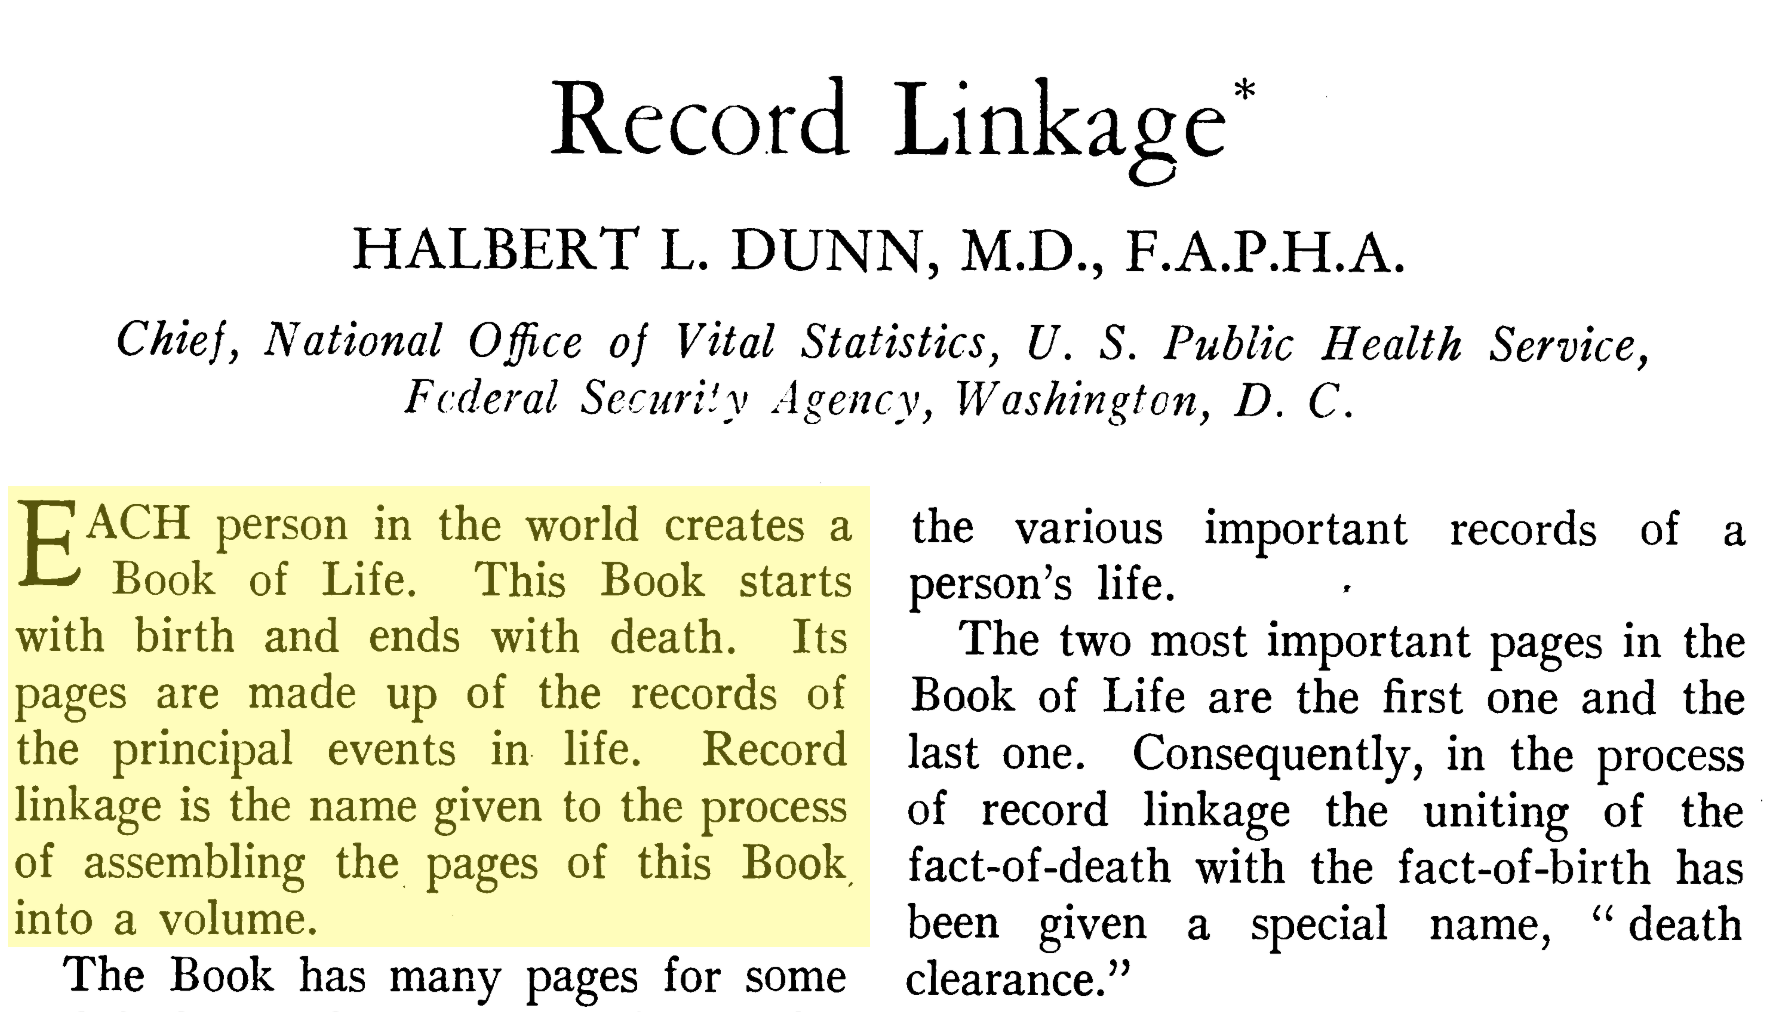 Record Linkage*
HALBERT L. DUNN, M.D., F.A.P.H.A.
Chief, National Office of Vital Statistics, U. S. Public Health Service,
Federal Security Agency, Washington, D. C.
EACH person in the world creates a
Book of Life. This Book starts
with birth and ends with death. Its
pages are made up of the records of
the principal events in life. Record
linkage is the name given to the process
of assembling the pages of this Book
into a volume.
The Book has many pages for some
the various important records of a
person's life.
The two most important pages in the
Book of Life are the first one and the
last one. Consequently, in the process
of record linkage the uniting of the
fact-of-death with the fact-of-birth has
been given a special name, “ death
clearance.”